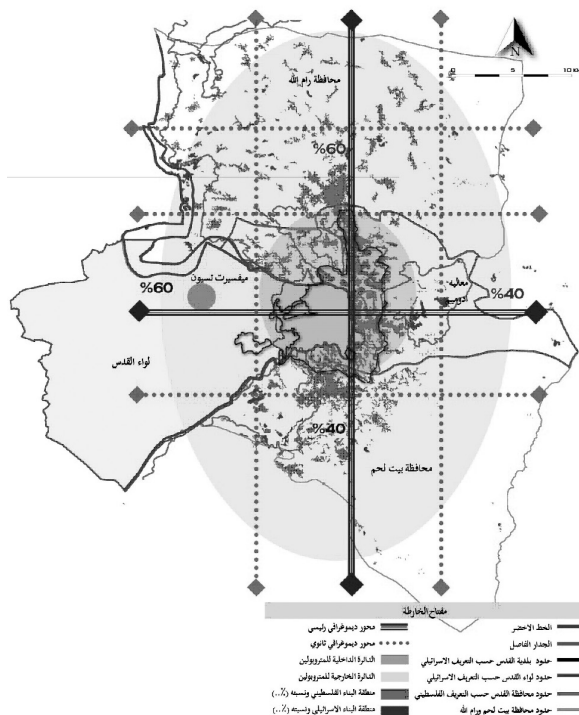 N
0
5
محافظة رام الله
%60
ميفسيرت تسيون
%60
معاليه
%40
لواء القدس
%40
محافظة بيت لحم
مفتاح الخارطة
الخط الاخضر
الجدار الفاصل
حدود بلدية القدس حسب التعريف الاسرائيلي
حدود لواء القدس حسب التعريف الاسرائيلي
حدود محافظة القدس حسب التعريف الفلسطيني
حدود محافظة بيت لحم ورام الله
محور ديموغرافي رئيسي
محور ديموغرافي ثانوي
الدائرة الداخلية للمتروبولين
الدائرة الخارجية للمتروبولين
منطقة البناء الفلسطيني ونسبته (٪..)
منطقة البناء الاسرائيلي ونسبته (٪..)